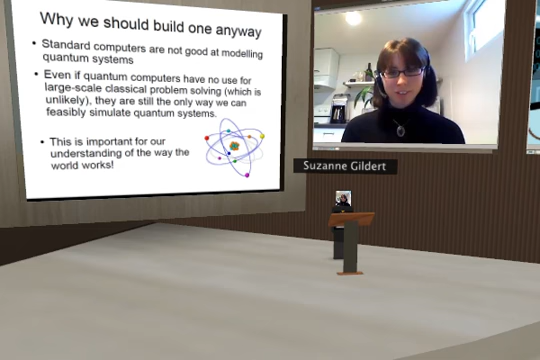 Why we should build one anyway
• Standard computers are not good at modelling
quantum systems
• Even if quantum computers have no use for
large-scale classical problem solving (which is
unlikely), they are still the only way we can
feasibly simulate quantum systems.
• This is important for our
understanding of the way the
world works!
Suzanne Gildert